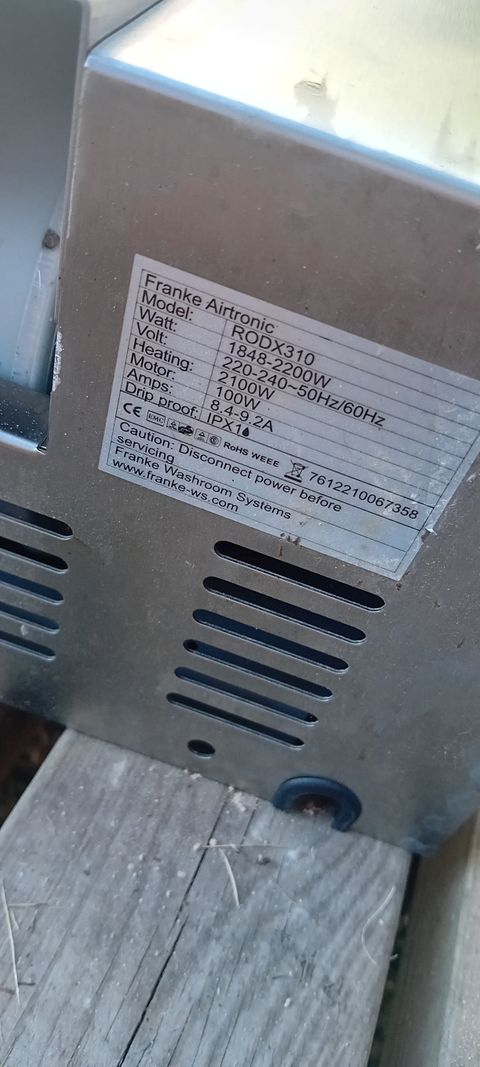 Franke Airtronic
Model: RODX310
Watt: 1848-2200W
Volt: 220-240~50Hz/60Hz
Heating: 2100W
Motor: 100W
Amps: 8.4-9.2A
Drip proof: IPX1
CE EMC RoHS WEEE 7612210067358
Caution: Disconnect power before
servicing
Franke Washroom Systems
www.franke-ws.com